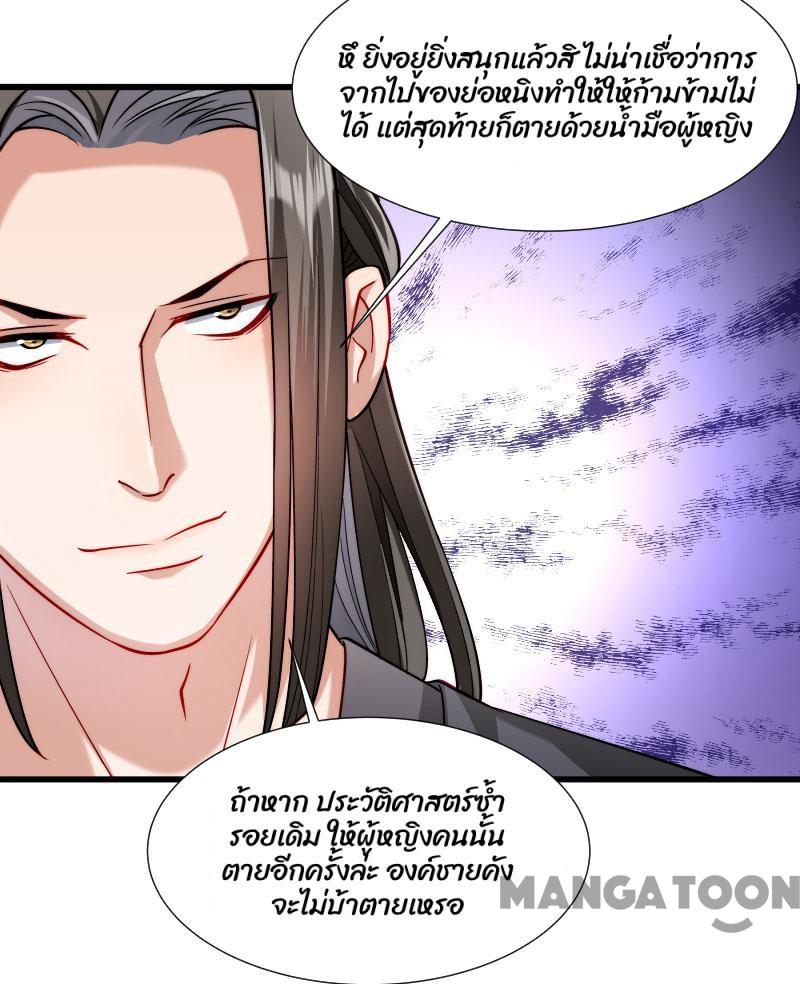 หึ ยิ่งอยู่ยิ่งสนุกแล้วสิ ไม่น่าเชื่อว่าการ
จากไปของย่อหนิงทำให้ให้ก้ามข้ามไม่
ได้ แต่สุดท้ายก็ตายด้วยน้ำมือผู้หญิง
ถ้าหาก ประวัติศาสตร์ซ้ำ
รอยเดิม ให้ผู้หญิงคนนั้น
ตายอีกครั้งล่ะ องค์ชายคัง
จะไม่บ้าตายเหรอ
MANGATOON